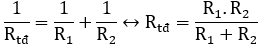 1/R_tđ = 1/R_1 + 1/R_2 ↔ R_tđ = R_1.R_2/(R_1 + R_2)